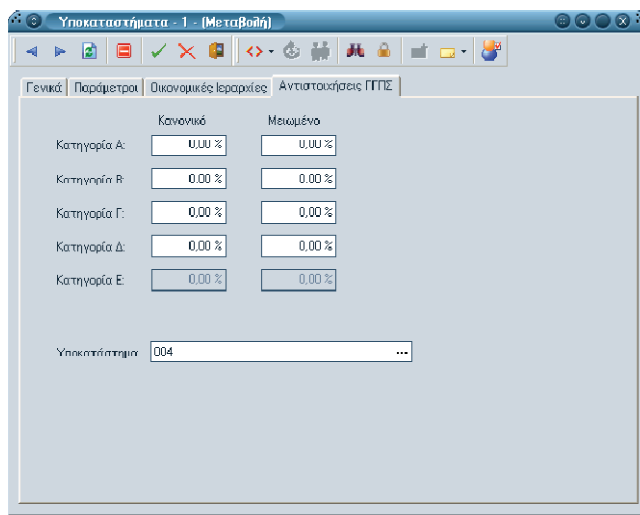 Υποκαταστήματα - 1 - (Μεταβολή)
Γενικά Παράμετροι Οικονομικές Ιεραρχίες Αντιστοιχήσεις ΓΓΠΣ
Κανονικό Μειωμένο
Κατηγορία Α: 0,00 % 0,00 %
Κατηγορία Β: 0,00 % 0,00 %
Κατηγορία Γ: 0,00 % 0,00 %
Κατηγορία Δ: 0,00 % 0,00 %
Κατηγορία Ε: 0,00 % 0,00 %
Υποκατάστημα 004 ...